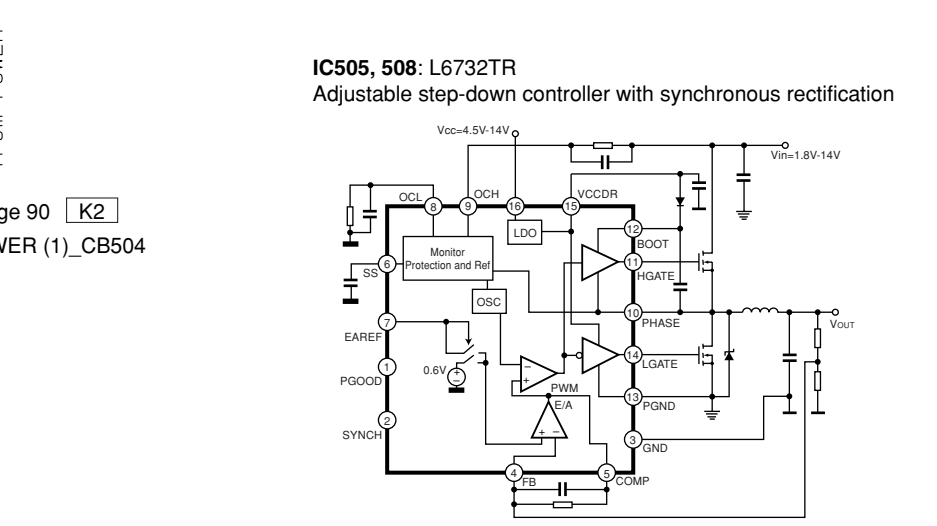 IC505, 508: L6732TR
Adjustable step-down controller with synchronous rectification
ge 90 K2
WER (1)_CB504
Vcc=4.5V-14V
Vin=1.8V-14V
OCL
OCH
VCCDR
8
9
16
15
LDO
12
BOOT
Monitor
Protection and Ref
6
SS
11
HGATE
OSC
10
PHASE
VOUT
7
EAREF
14
LGATE
1
PGOOD
0.6V
PWM
13
PGND
E/A
2
SYNCH
3
GND
4
FB
5
COMP